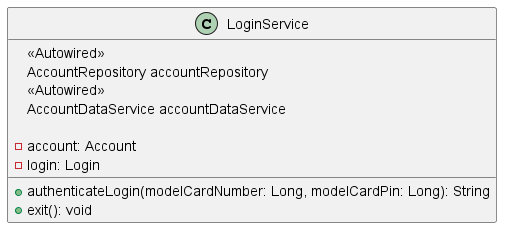 C LoginService
«Autowired»
AccountRepository accountRepository
«Autowired»
AccountDataService accountDataService
account: Account
login: Login
authenticateLogin(modelCardNumber: Long, modelCardPin: Long): String
exit(): void